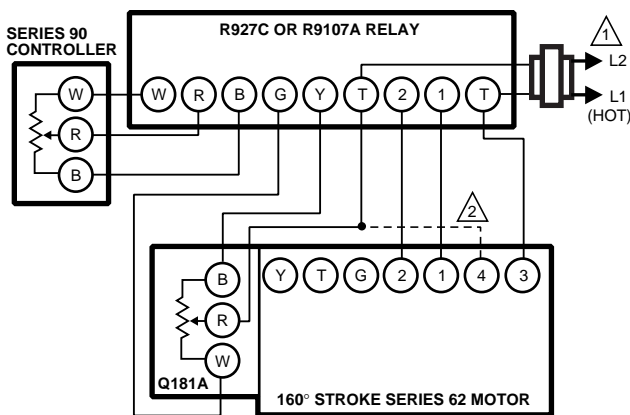 R927C OR R9107A RELAY
SERIES 90
CONTROLLER
1
L2
L1
(HOT)
W R B G Y T 2 1 T
W
R
B
2
B
R
W
Y T G 2 1 4 3
Q181A
160° STROKE SERIES 62 MOTOR